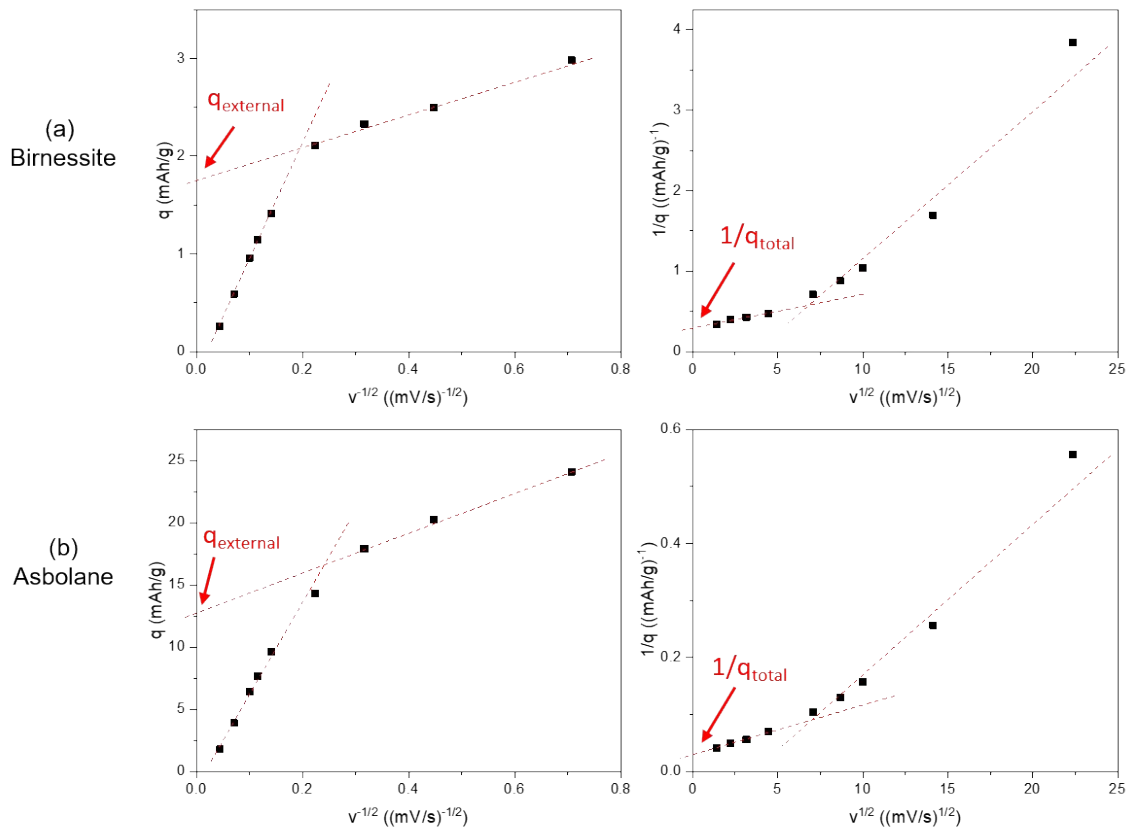 (a)
Birnessite
q (mAh/g)
3
2
1
0
q_external
0.0 0.2 0.4 0.6 0.8
v^-1/2 ((mV/s)^-1/2)
1/q ((mAh/g)^-1)
4
3
2
1
0
1/q_total
0 5 10 15 20 25
v^1/2 ((mV/s)^1/2)
(b)
Asbolane
q (mAh/g)
25
20
15
10
5
0
q_external
0.0 0.2 0.4 0.6 0.8
v^-1/2 ((mV/s)^-1/2)
1/q ((mAh/g)^-1)
0.6
0.4
0.2
0.0
1/q_total
0 5 10 15 20 25
v^1/2 ((mV/s)^1/2)